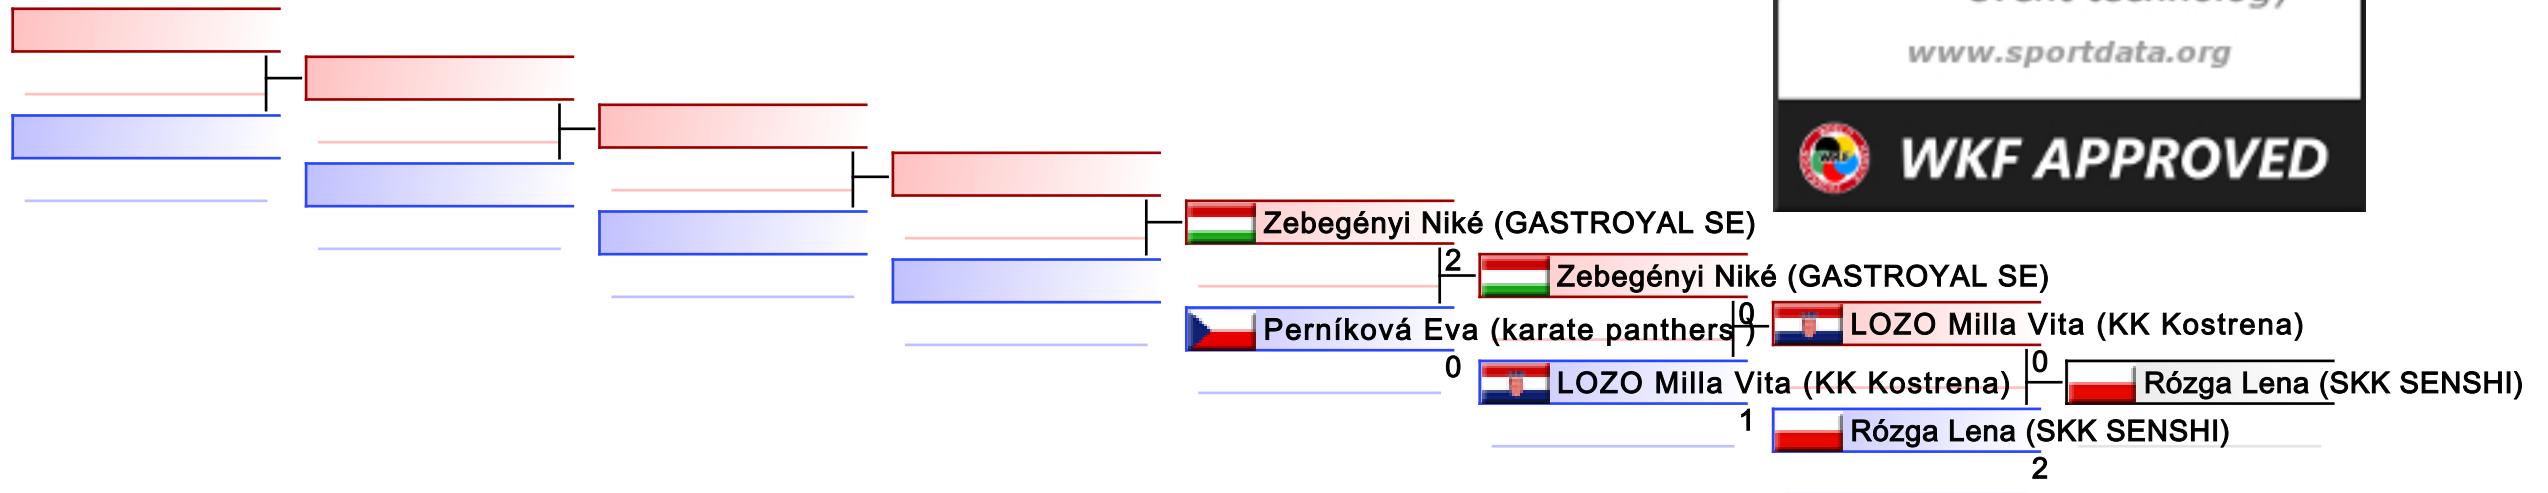 event technology
www.sportdata.org
WKF APPROVED
Zebegényi Niké (GASTROYAL SE)
2
Zebegényi Niké (GASTROYAL SE)
0
Perníková Eva (karate panthers )
0
LOZO Milla Vita (KK Kostrena)
0
LOZO Milla Vita (KK Kostrena)
1
Rózga Lena (SKK SENSHI)
Rózga Lena (SKK SENSHI)
2